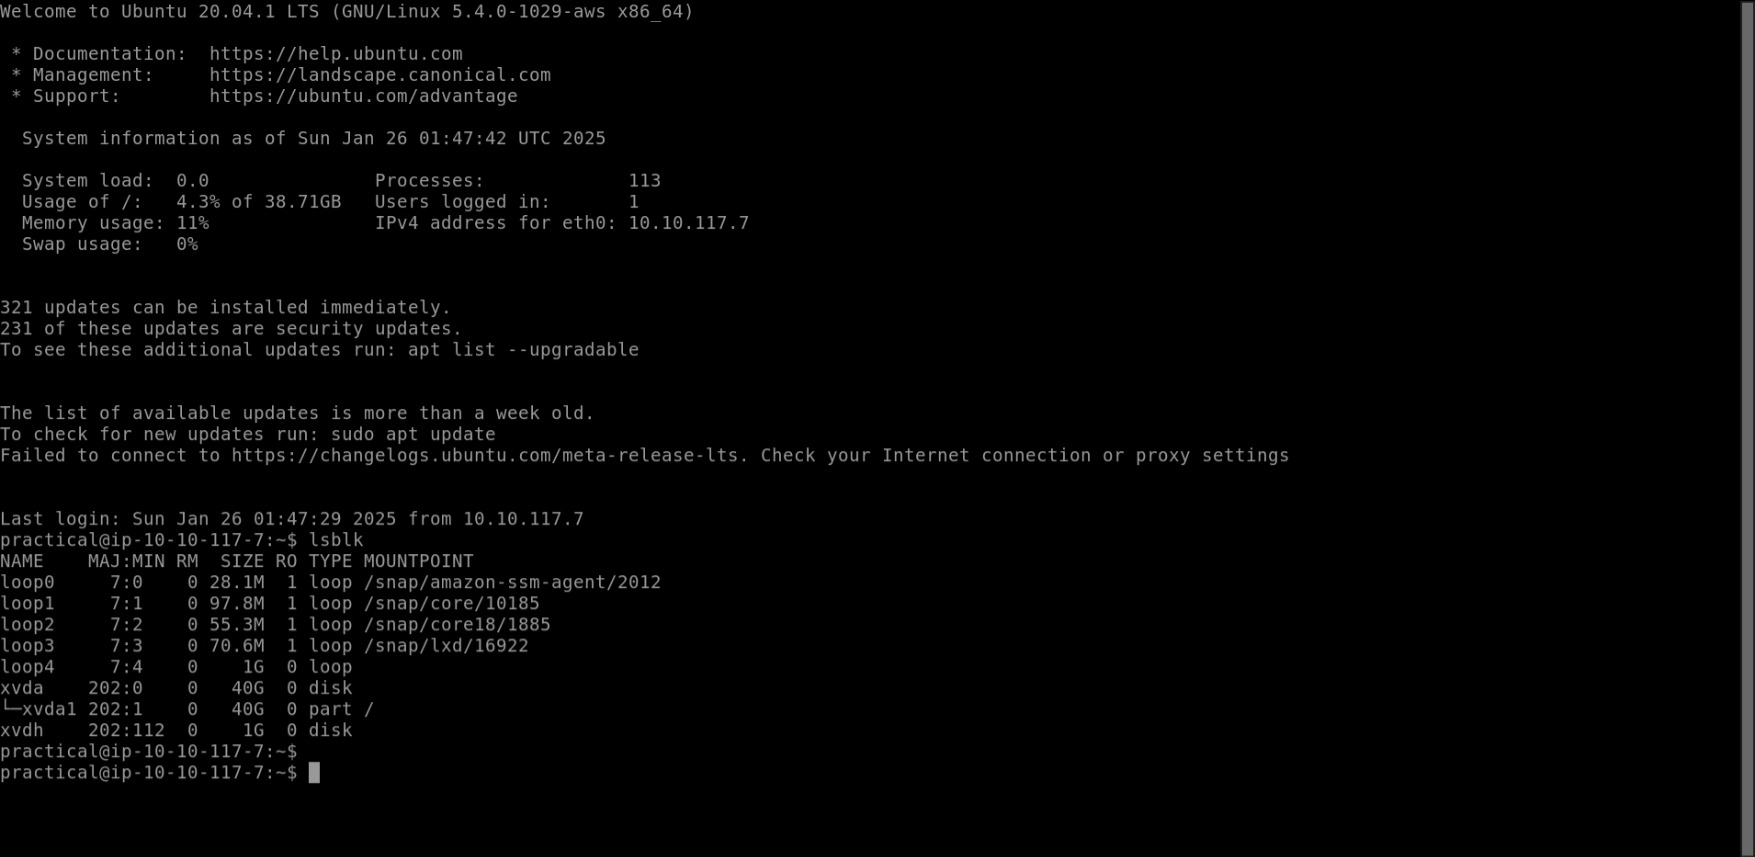 Welcome to Ubuntu 20.04.1 LTS (GNU/Linux 5.4.0-1029-aws x86_64)

 * Documentation:  https://help.ubuntu.com
 * Management:     https://landscape.canonical.com
 * Support:        https://ubuntu.com/advantage

  System information as of Sun Jan 26 01:47:42 UTC 2025

  System load:  0.0               Processes:             113
  Usage of /:   4.3% of 38.71GB   Users logged in:       1
  Memory usage: 11%               IPv4 address for eth0: 10.10.117.7
  Swap usage:   0%


321 updates can be installed immediately.
231 of these updates are security updates.
To see these additional updates run: apt list --upgradable


The list of available updates is more than a week old.
To check for new updates run: sudo apt update
Failed to connect to https://changelogs.ubuntu.com/meta-release-lts. Check your Internet connection or proxy settings


Last login: Sun Jan 26 01:47:29 2025 from 10.10.117.7
practical@ip-10-10-117-7:~$ lsblk
NAME    MAJ:MIN RM  SIZE RO TYPE MOUNTPOINT
loop0     7:0    0 28.1M  1 loop /snap/amazon-ssm-agent/2012
loop1     7:1    0 97.8M  1 loop /snap/core/10185
loop2     7:2    0 55.3M  1 loop /snap/core18/1885
loop3     7:3    0 70.6M  1 loop /snap/lxd/16922
loop4     7:4    0    1G  0 loop
xvda    202:0    0   40G  0 disk
└─xvda1 202:1    0   40G  0 part /
xvdh    202:112  0    1G  0 disk
practical@ip-10-10-117-7:~$
practical@ip-10-10-117-7:~$